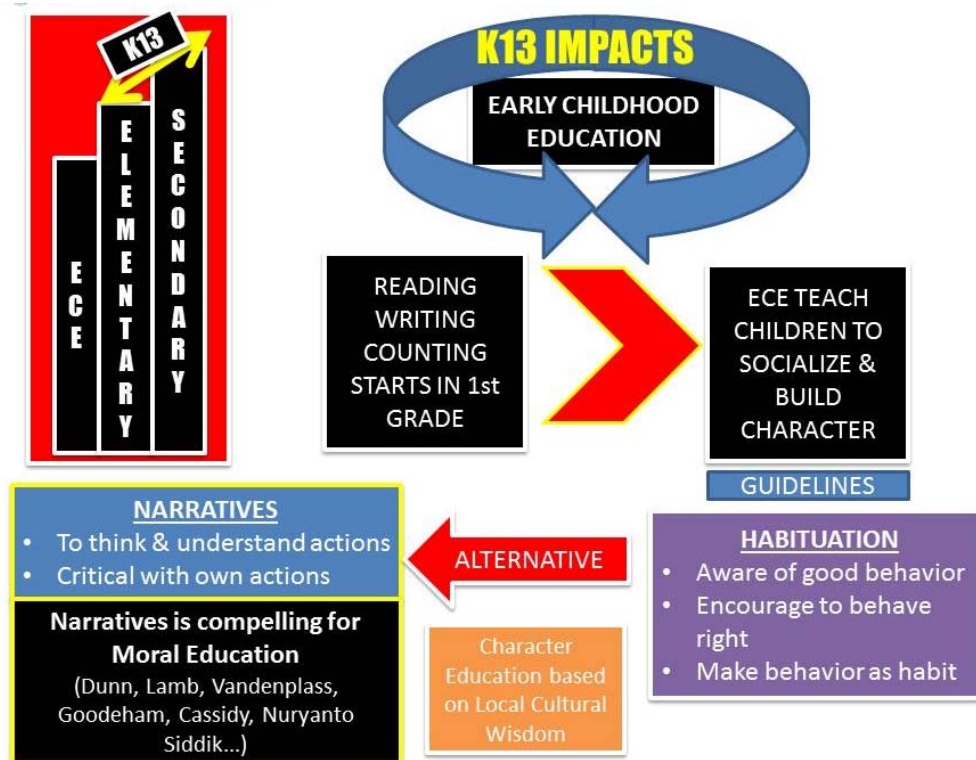 K13
ECE
ELEMENTARY
SECONDARY
K13 IMPACTS
EARLY CHILDHOOD
EDUCATION
READING
WRITING
COUNTING
STARTS IN 1st
GRADE
ECE TEACH
CHILDREN TO
SOCIALIZE &
BUILD
CHARACTER
GUIDELINES
HABITUATION
• Aware of good behavior
• Encourage to behave
right
• Make behavior as habit
ALTERNATIVE
Character
Education based
on Local Cultural
Wisdom
NARRATIVES
• To think & understand actions
• Critical with own actions
Narratives is compelling for
Moral Education
(Dunn, Lamb, Vandenplass,
Goodeham, Cassidy, Nuryanto
Siddik...)